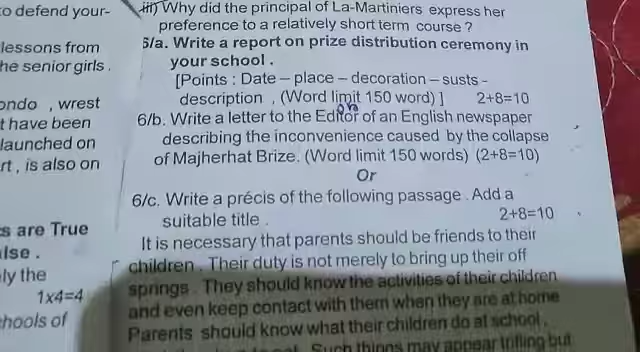 o defend your-
lessons from
he senior girls.
ondo , wrest
t have been
launched on
rt, is also on
s are True
lse .
ly the
1x4=4
hools of
iii) Why did the principal of La-Martiniers express her
preference to a relatively short term course ?
5/a. Write a report on prize distribution ceremony in
your school .
[Points : Date – place – decoration – susts -
description , (Word limit 150 word) ] 2+8=10
6/b. Write a letter to the Editor of an English newspaper
describing the inconvenience caused by the collapse
of Majherhat Brize. (Word limit 150 words) (2+8=10)
Or
6/c. Write a précis of the following passage . Add a
suitable title . 2+8=10
It is necessary that parents should be friends to their
children . Their duty is not merely to bring up their off
springs . They should know the activities of their children
and even keep contact with them when they are at home
Parents should know what their children do at school .
Such things may appear trifling but